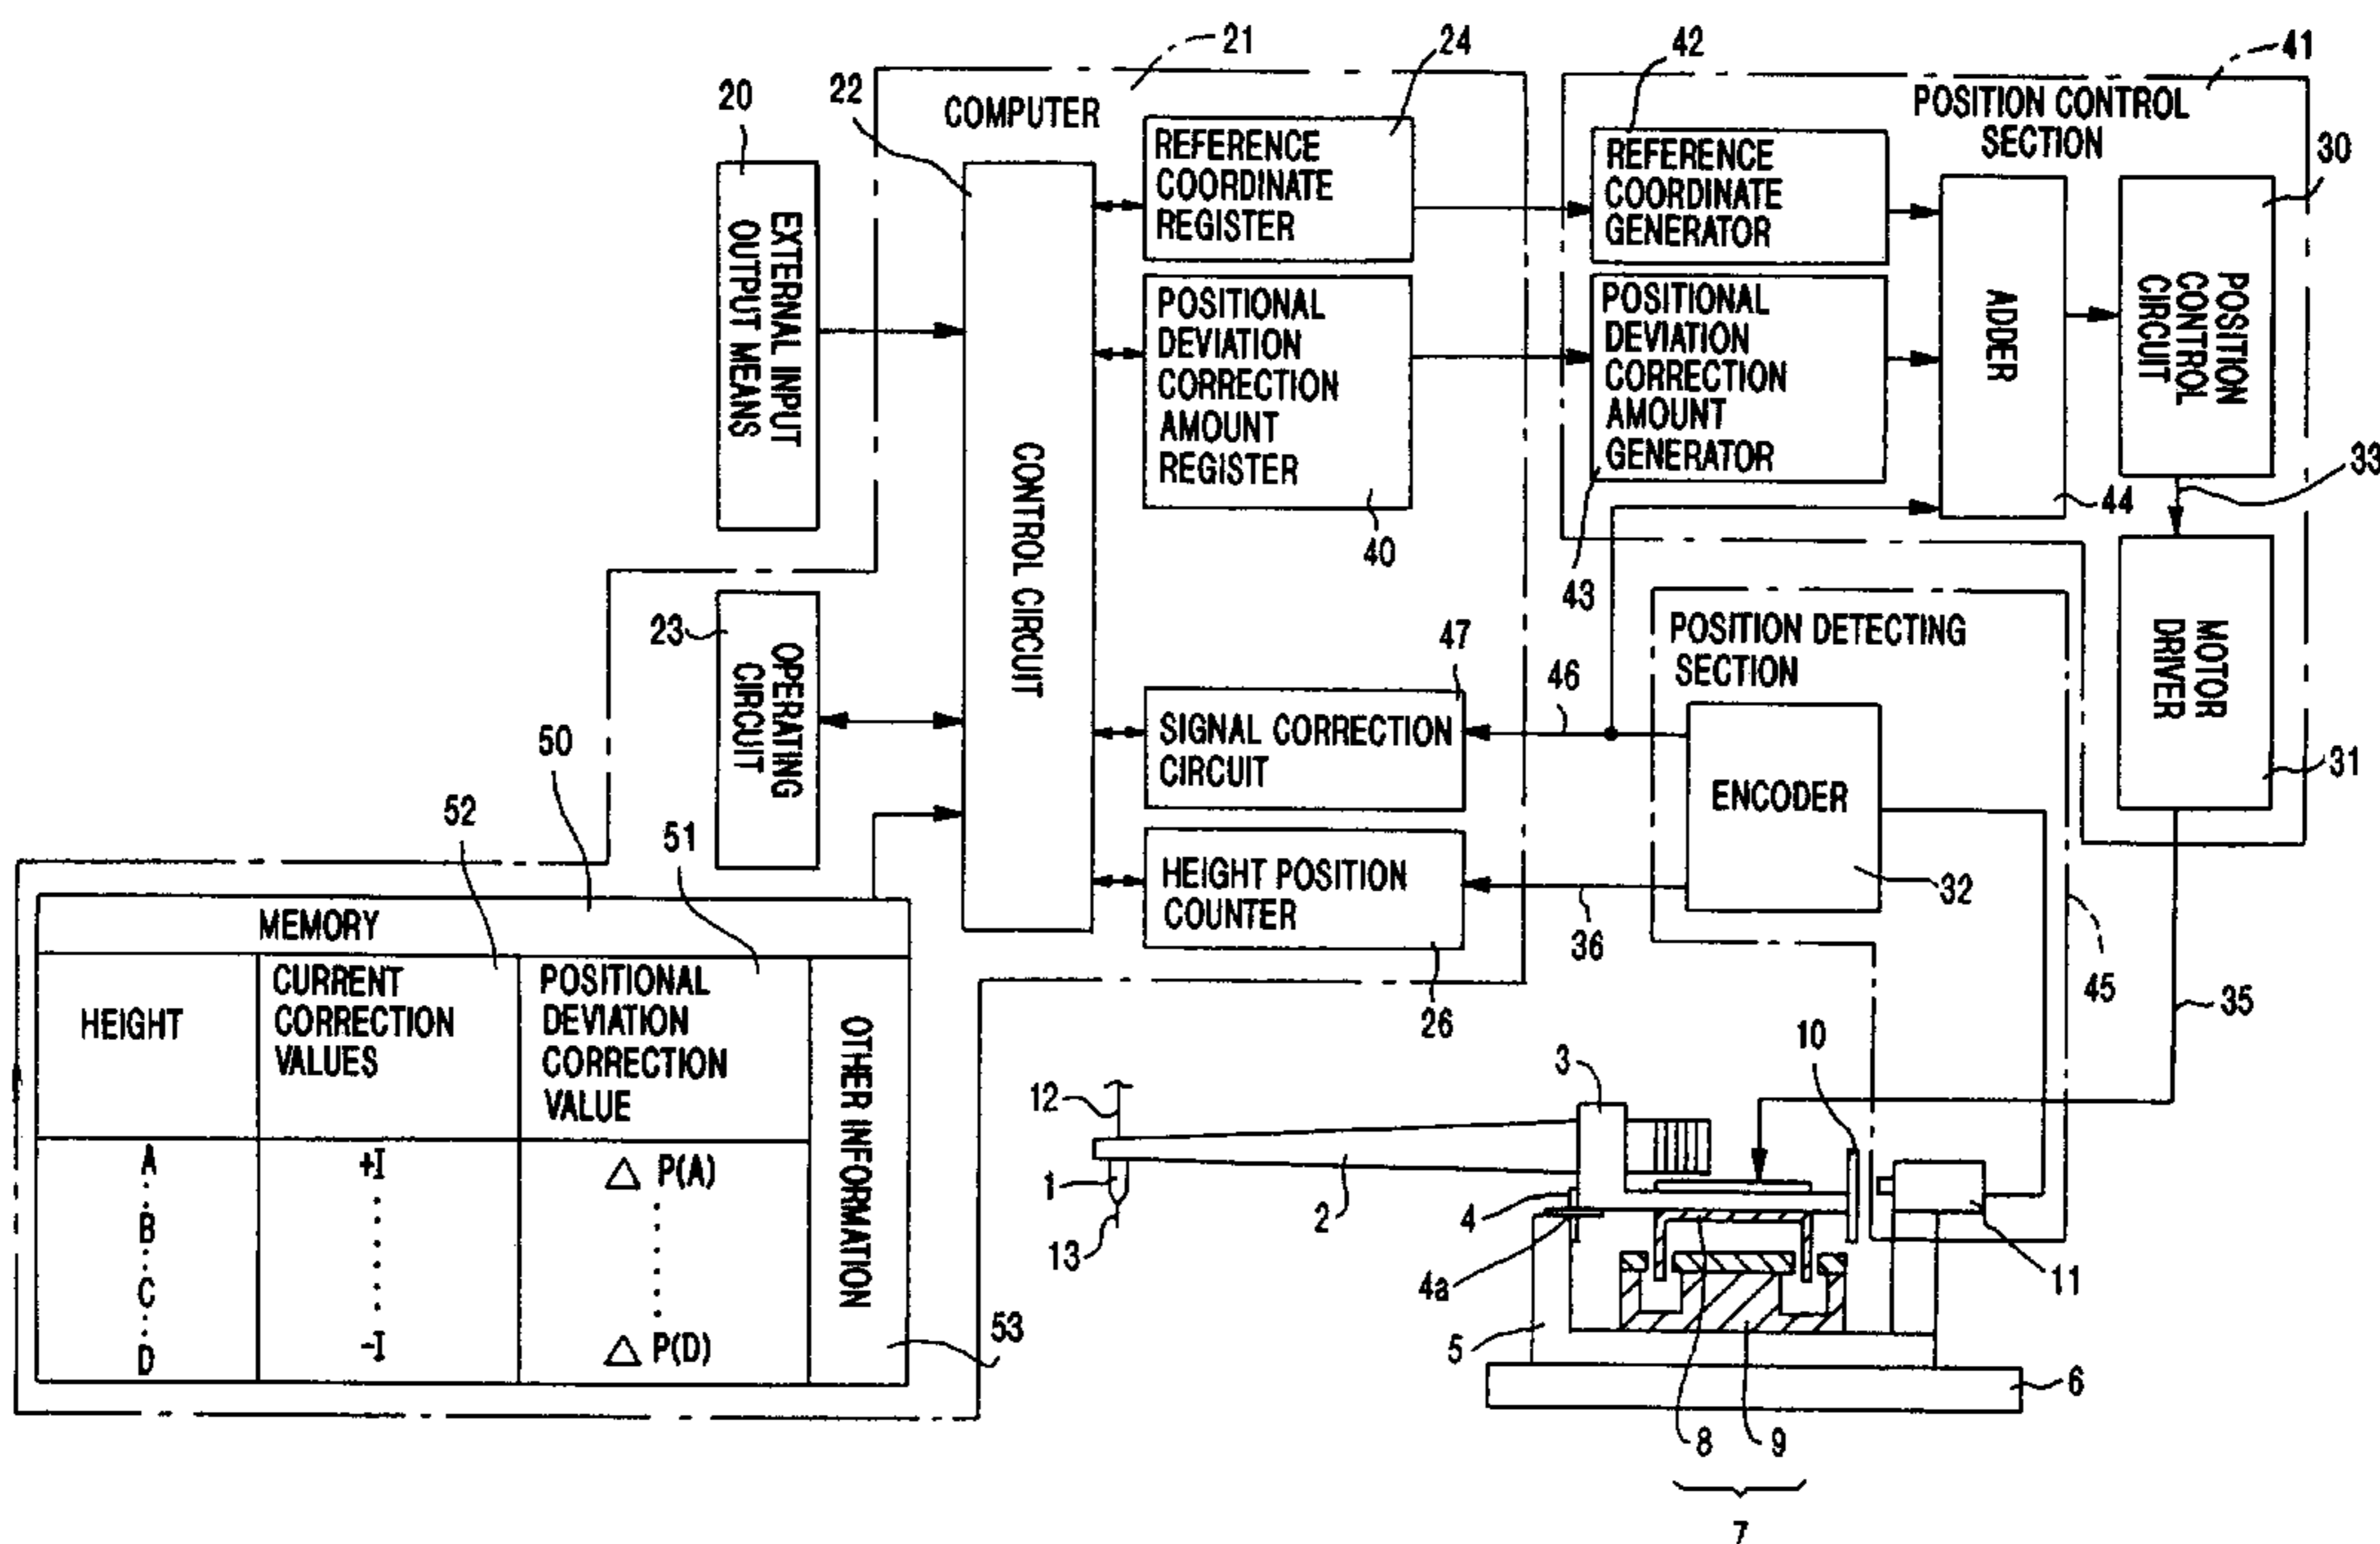 21
24
42
41
20
22
COMPUTER
POSITION CONTROL
SECTION
30
REFERENCE
COORDINATE
REGISTER
REFERENCE
COORDINATE
GENERATOR
EXTERNAL INPUT
OUTPUT MEANS
CONTROL CIRCUIT
POSITIONAL
DEVIATION
CORRECTION
AMOUNT
REGISTER
POSITIONAL
DEVIATION
CORRECTION
AMOUNT
GENERATOR
ADDER
POSITION
CONTROL
CIRCUIT
33
44
40
43
23
OPERATING
CIRCUIT
47
46
POSITION DETECTING
SECTION
MOTOR
DRIVER
31
SIGNAL CORRECTION
CIRCUIT
ENCODER
32
50
52
51
HEIGHT POSITION
COUNTER
36
26
45
35
MEMORY
HEIGHT
CURRENT
CORRECTION
VALUES
POSITIONAL
DEVIATION
CORRECTION
VALUE
OTHER INFORMATION
A
B
C
D
+I
-I
△ P(A)
△ P(D)
53
12
3
10
1
2
4
13
4a
11
5
6
8
9
7